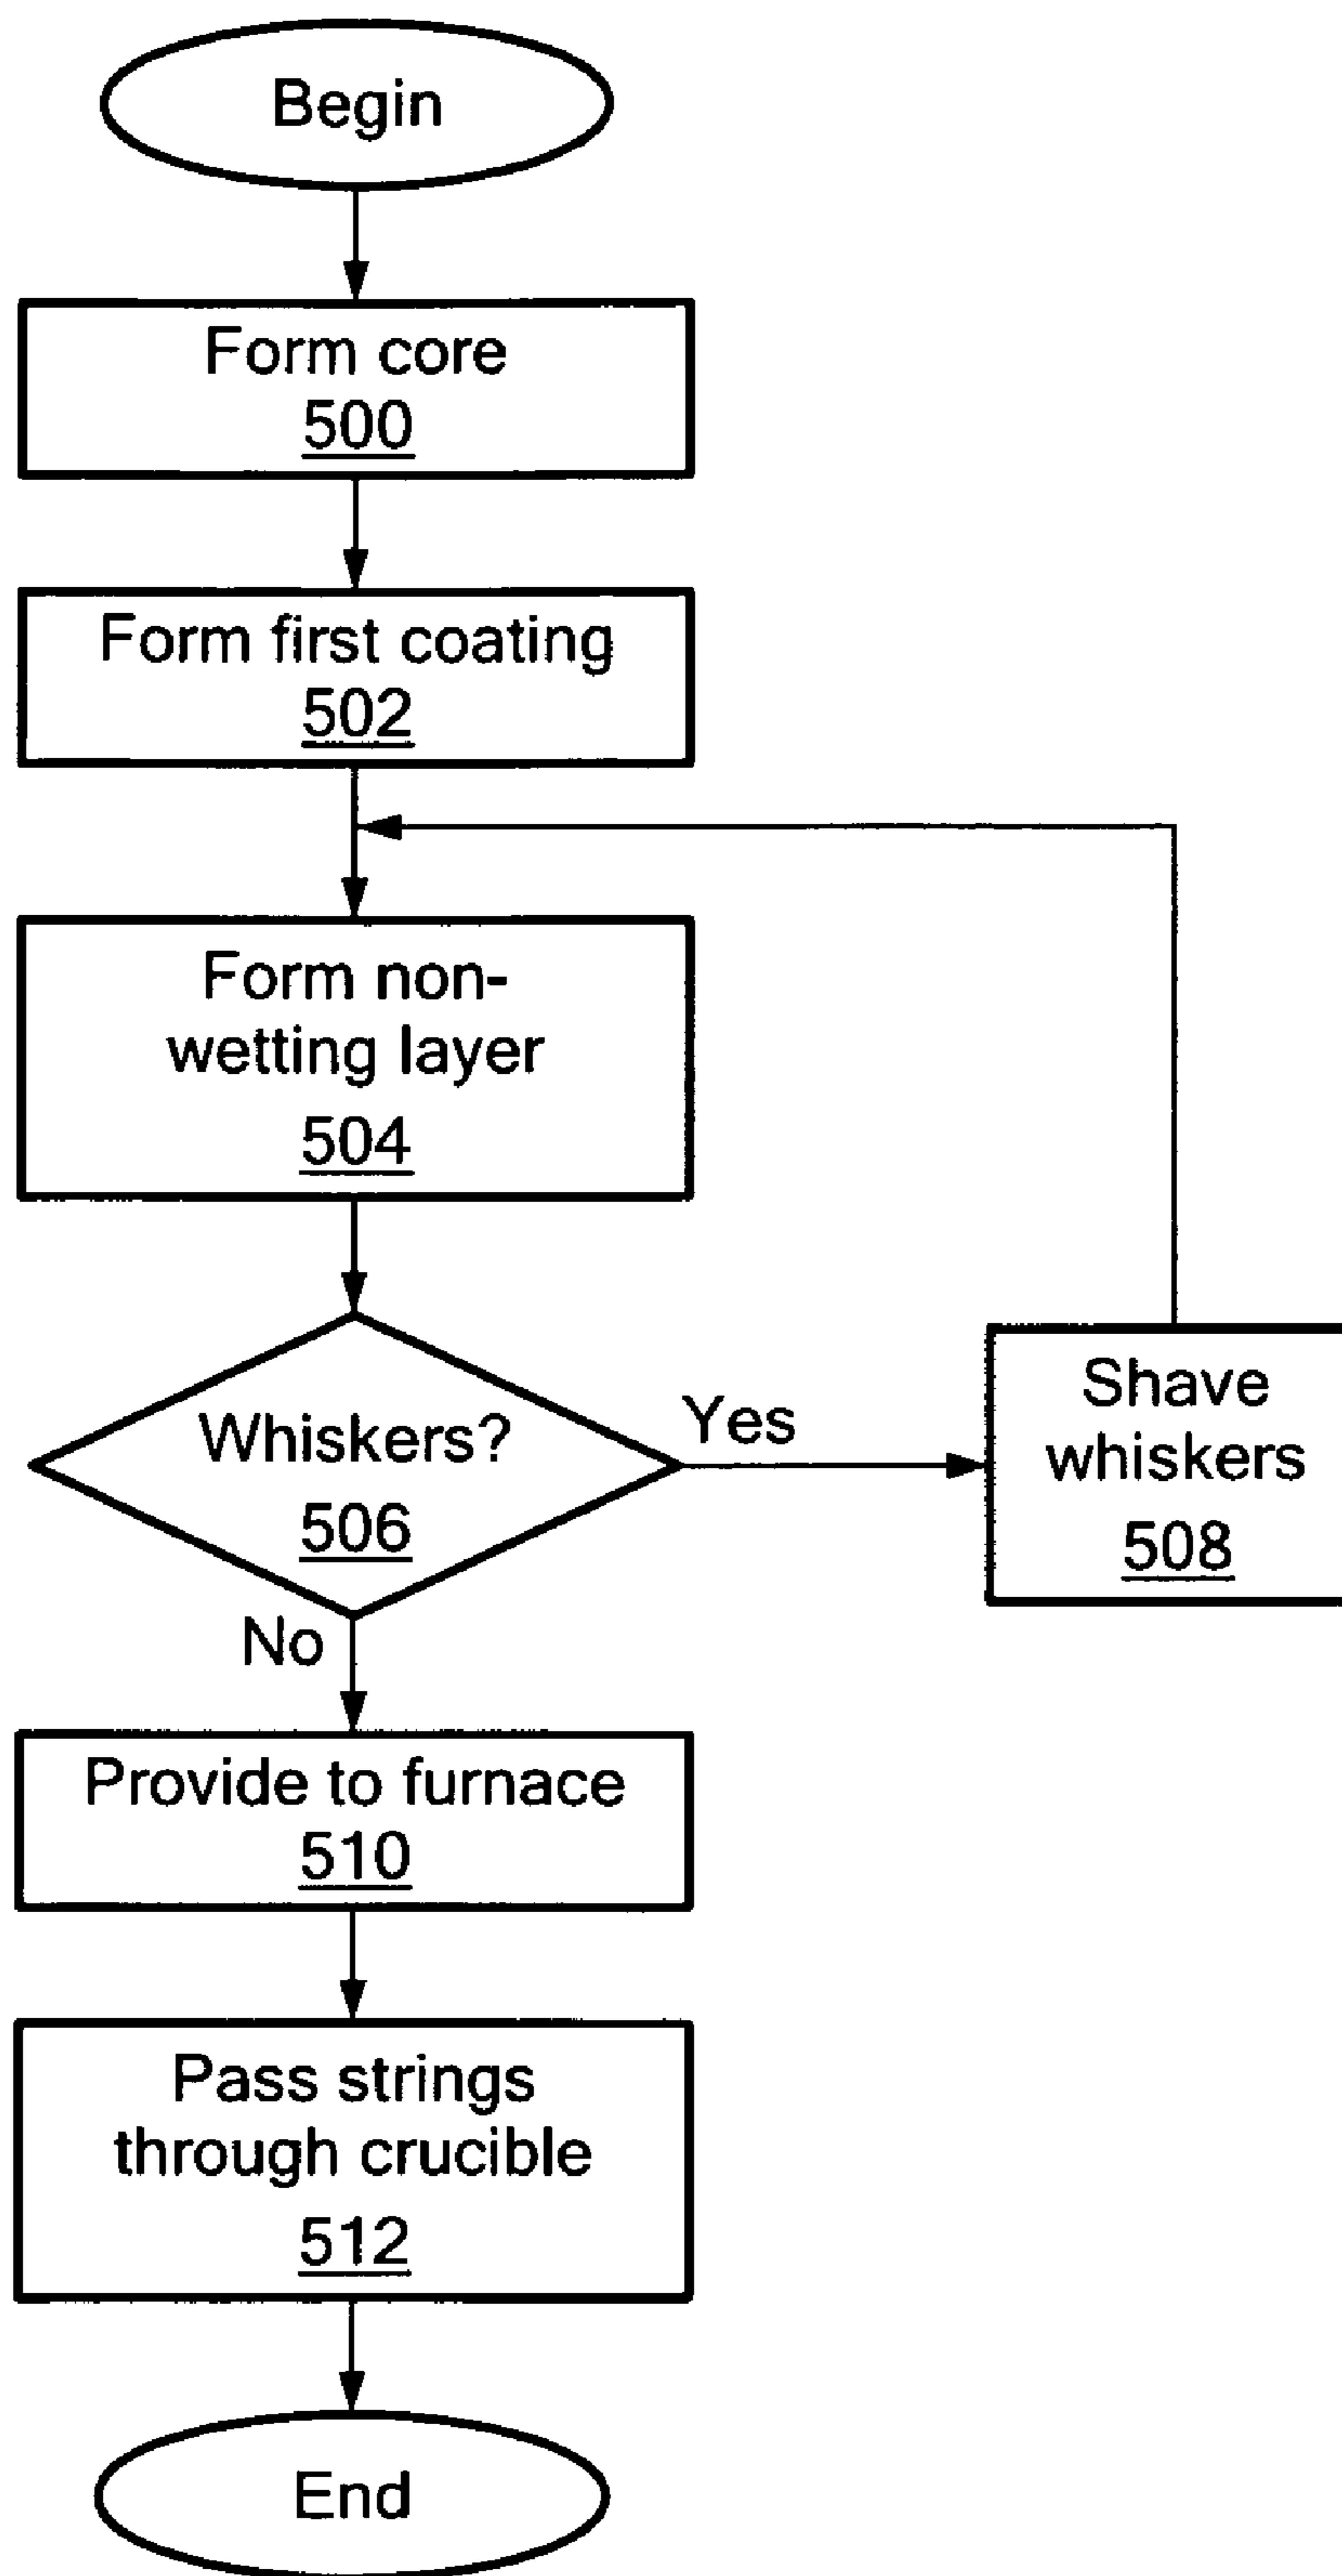 Begin
Form core
500
Form first coating
502
Form non-
wetting layer
504
Whiskers?
506
Yes
Shave
whiskers
508
No
Provide to furnace
510
Pass strings
through crucible
512
End